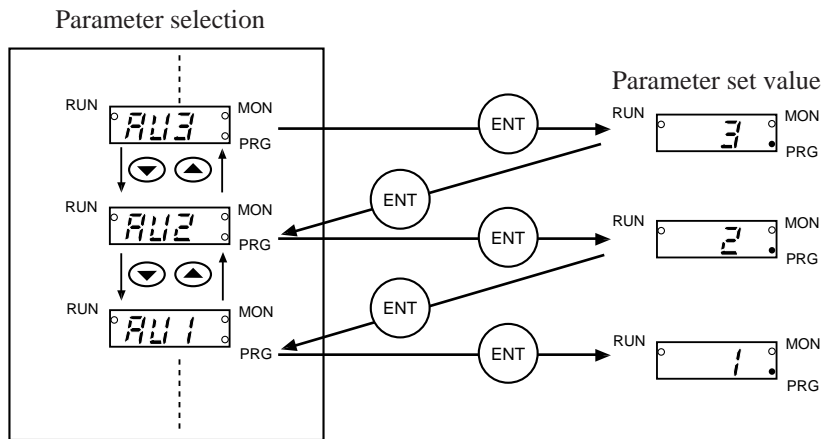 Parameter selection
Parameter set value
RUN AU3 MON
PRG
ENT
RUN 3 MON
PRG
ENT
RUN AU2 MON
PRG
ENT
RUN 2 MON
PRG
ENT
RUN AU1 MON
PRG
ENT
RUN 1 MON
PRG